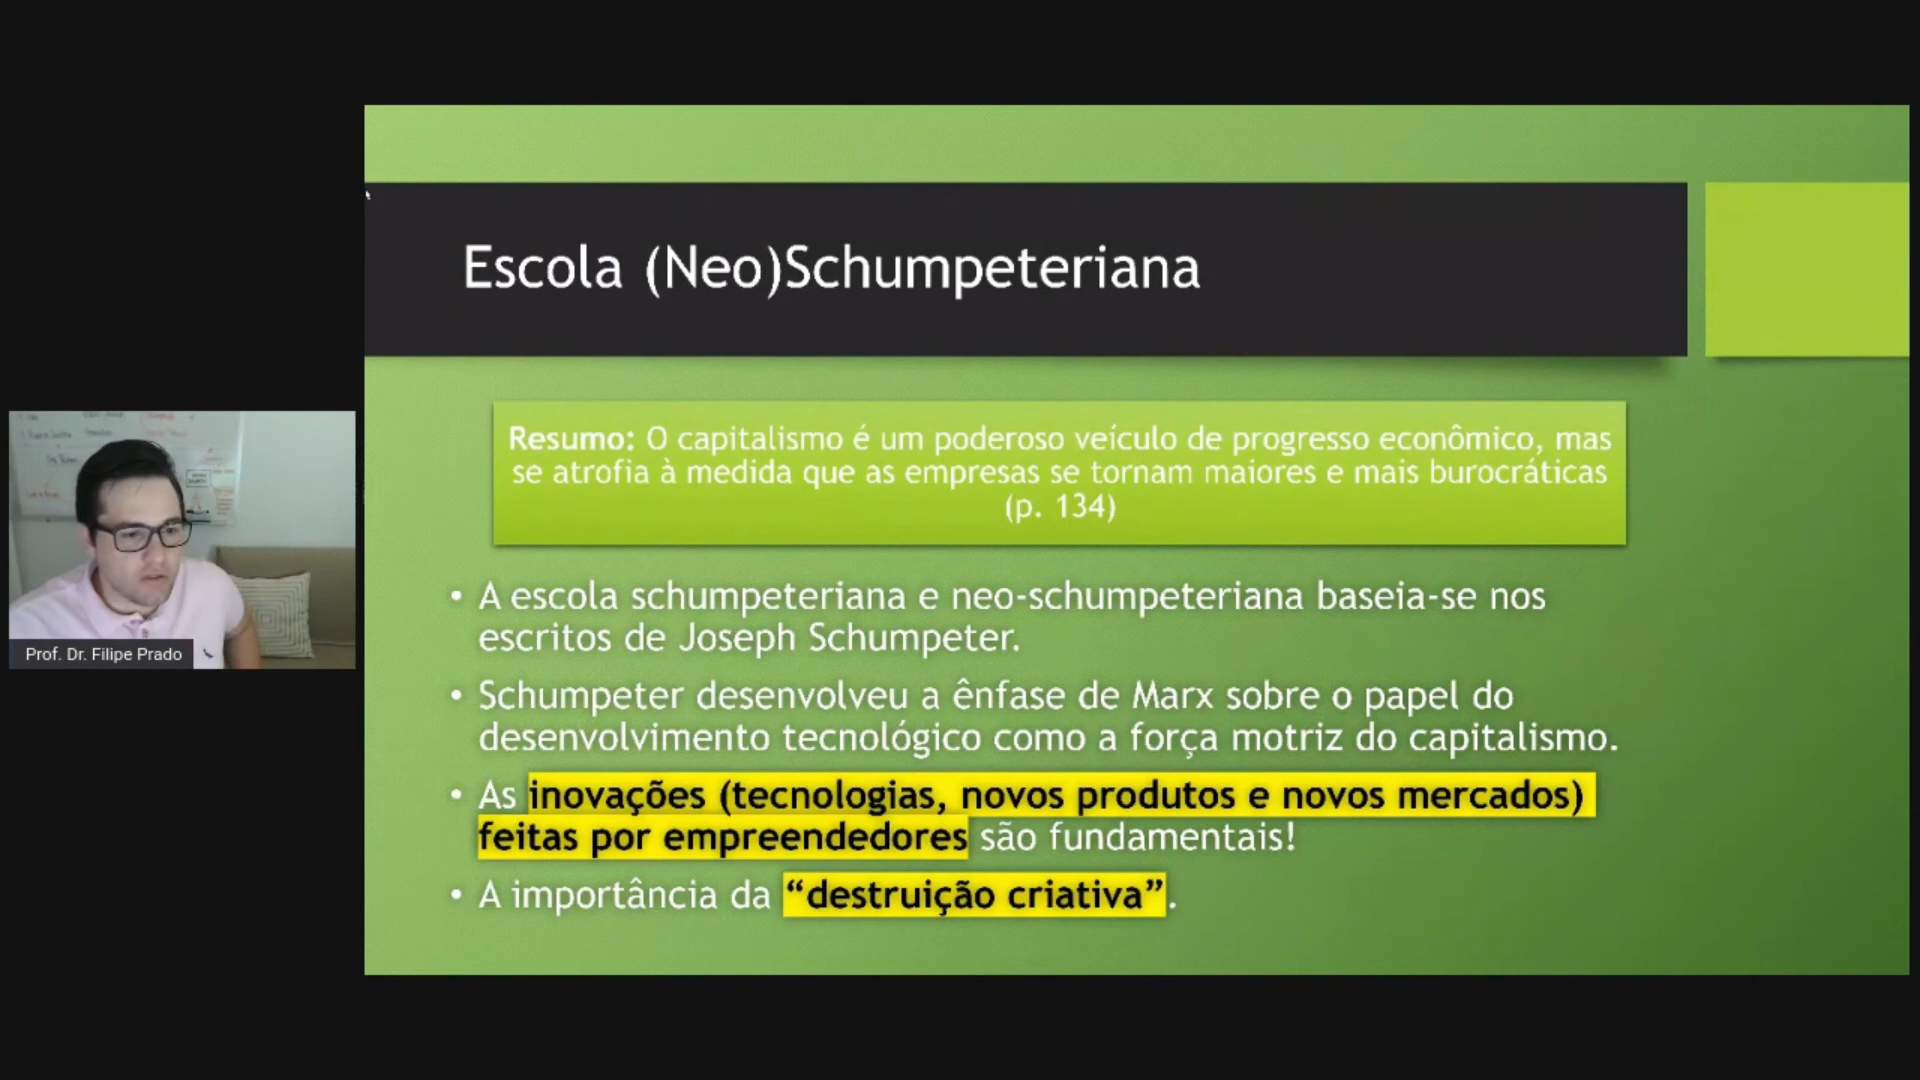 Escola (Neo)Schumpeteriana
Resumo: O capitalismo é um poderoso veículo de progresso econômico, mas
se atrofia à medida que as empresas se tornam maiores e mais burocráticas
(p. 134)
• A escola schumpeteriana e neo-schumpeteriana baseia-se nos
escritos de Joseph Schumpeter.
• Schumpeter desenvolveu a ênfase de Marx sobre o papel do
desenvolvimento tecnológico como a força motriz do capitalismo.
• As inovações (tecnologias, novos produtos e novos mercados)
feitas por empreendedores são fundamentais!
• A importância da “destruição criativa”.
Prof. Dr. Filipe Prado